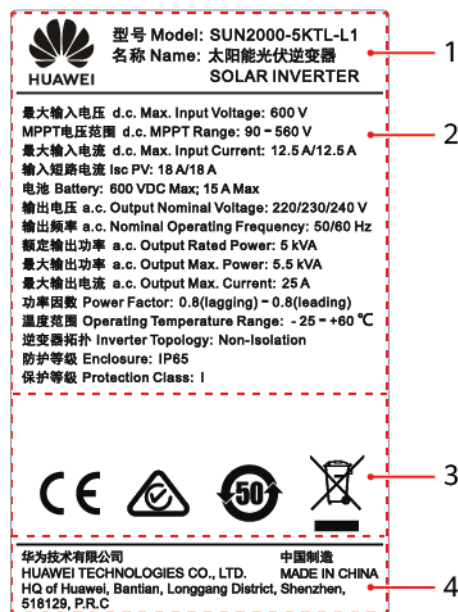 型号 Model: SUN2000-5KTL-L1
名称 Name: 太阳能光伏逆变器
SOLAR INVERTER
HUAWEI
1
最大输入电压 d.c. Max. Input Voltage: 600 V
MPPT电压范围 d.c. MPPT Range: 90 - 560 V
2
最大输入电流 d.c. Max. Input Current: 12.5 A/12.5 A
输入短路电流 Isc PV: 18 A/18 A
电池 Battery: 600 VDC Max; 15 A Max
输出电压 a.c. Output Nominal Voltage: 220/230/240 V
输出频率 a.c. Nominal Operating Frequency: 50/60 Hz
额定输出功率 a.c. Output Rated Power: 5 kVA
最大输出功率 a.c. Output Max. Power: 5.5 kVA
最大输出电流 a.c. Output Max. Current: 25 A
功率因数 Power Factor: 0.8(lagging) - 0.8(leading)
温度范围 Operating Temperature Range: - 25 - +60 ℃
逆变器拓扑 Inverter Topology: Non-Isolation
防护等级 Enclosure: IP65
保护等级 Protection Class: I
CE
50
3
华为技术有限公司 中国制造
HUAWEI TECHNOLOGIES CO., LTD. MADE IN CHINA
HQ of Huawei, Bantian, Longgang District, Shenzhen,
518129, P.R.C
4